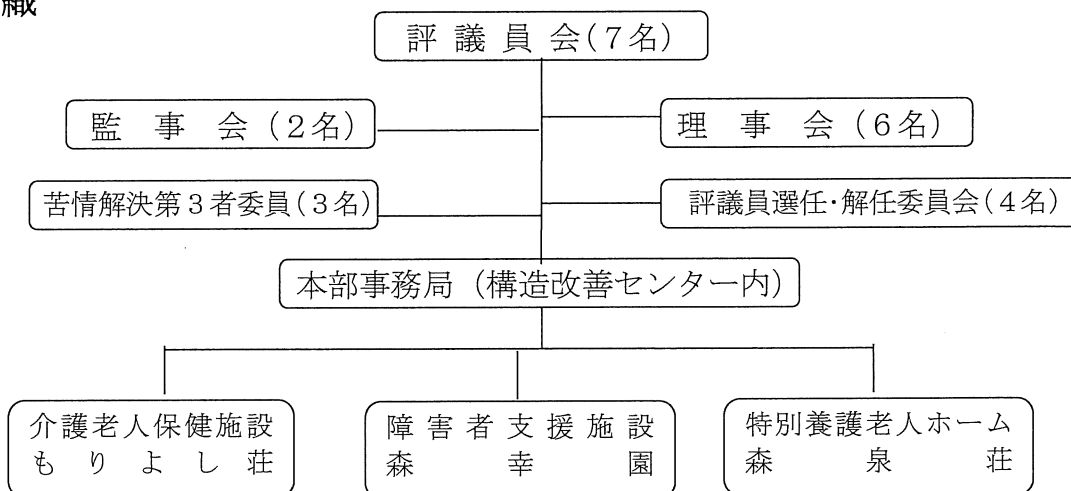 織
評議員会(7名)
監事会(2名)
理事会(6名)
苦情解決第3者委員(3名)
評議員選任・解任委員会(4名)
本部事務局(構造改善センター内)
介護老人保健施設
もりよし荘
障害者支援施設
森幸園
特別養護老人ホーム
森泉荘